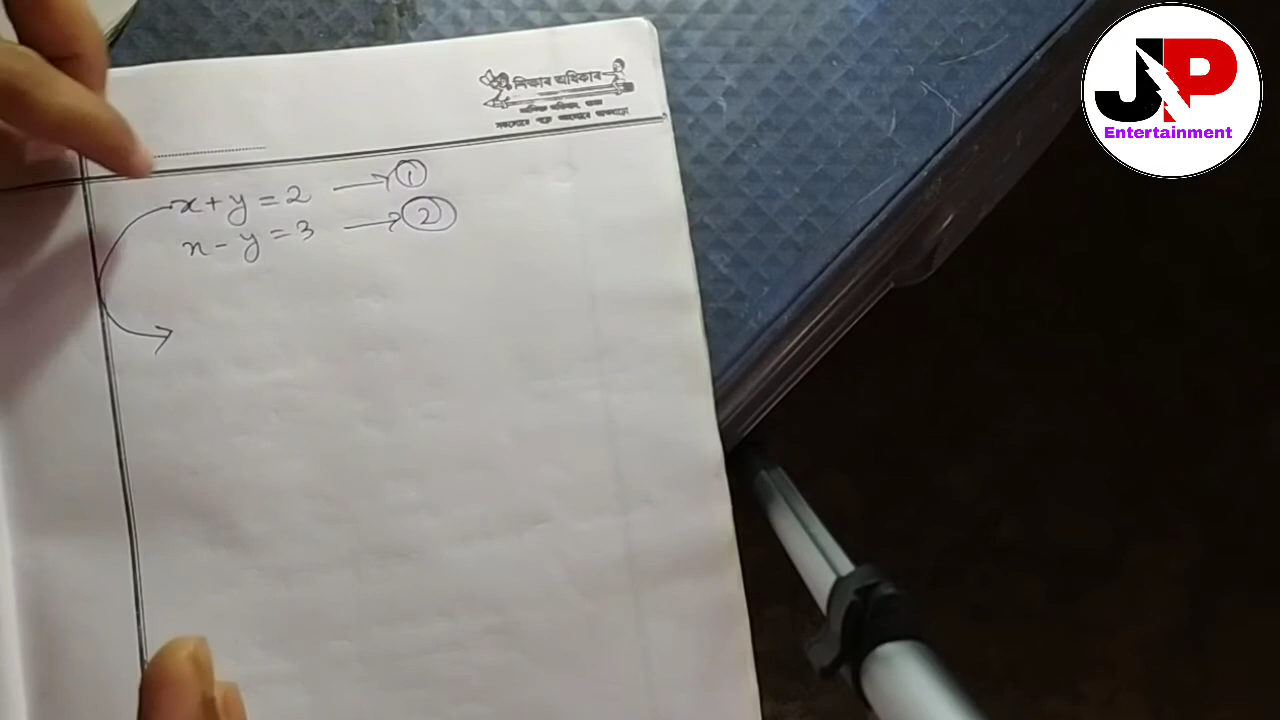 শিক্ষার অধিকার
x + y = 2 → ①
x - y = 3 → ②
JP
Entertainment